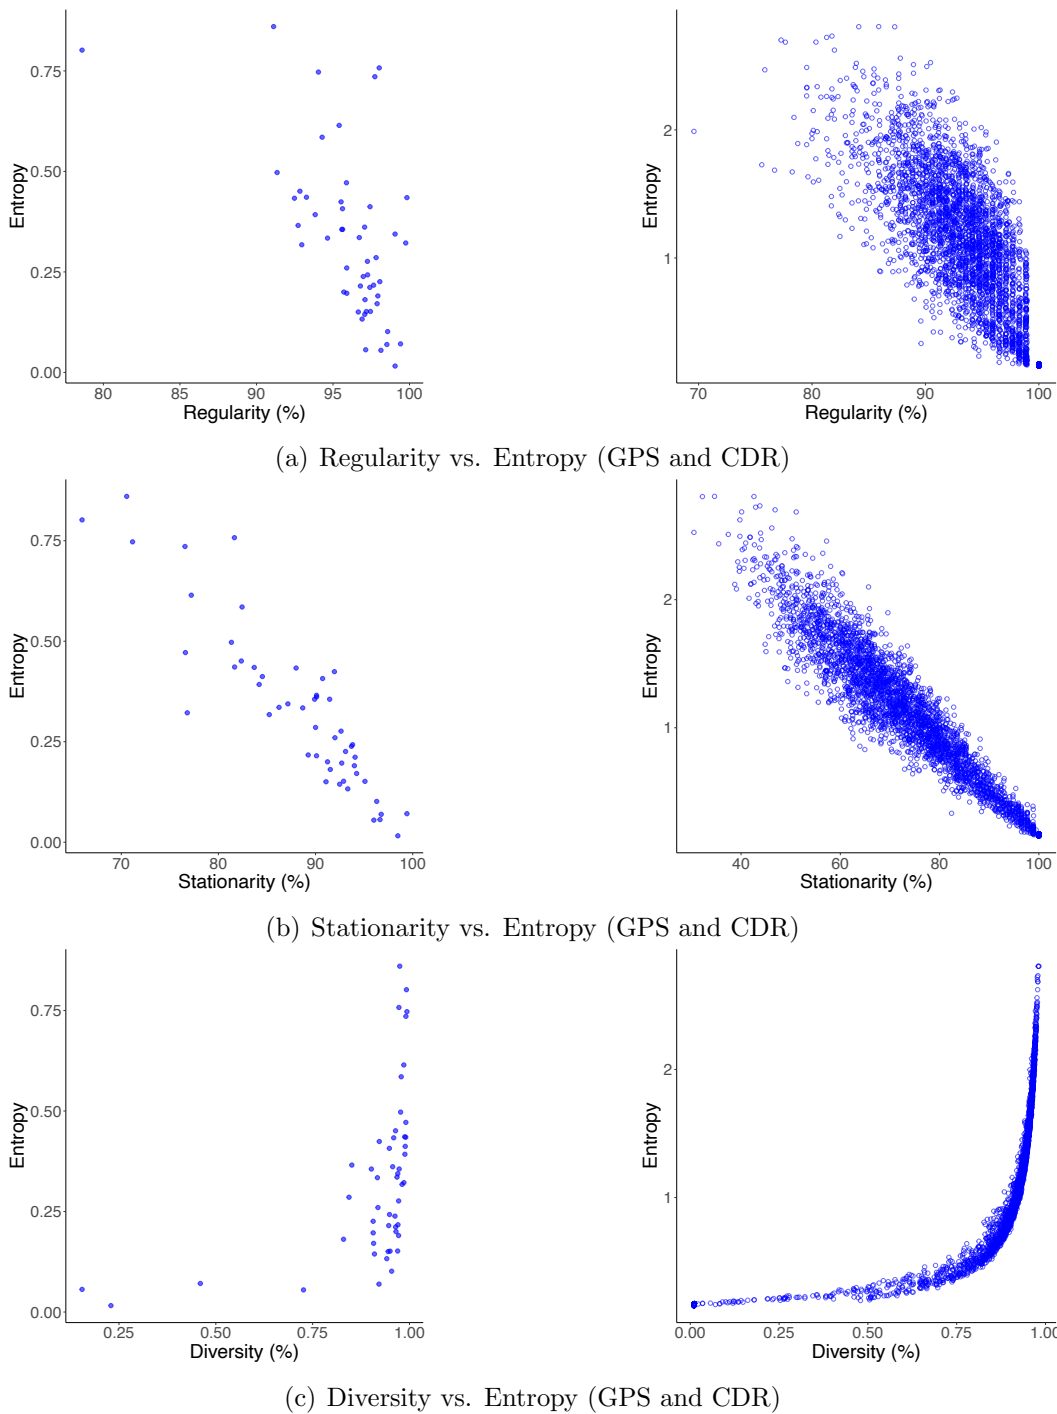 0.75
0.50
0.25
0.00
Entropy
80 85 90 95 100
Regularity (%)
2
1
Entropy
70 80 90 100
Regularity (%)
(a) Regularity vs. Entropy (GPS and CDR)
0.75
0.50
0.25
0.00
Entropy
70 80 90 100
Stationarity (%)
2
1
Entropy
40 60 80 100
Stationarity (%)
(b) Stationarity vs. Entropy (GPS and CDR)
0.75
0.50
0.25
0.00
Entropy
0.25 0.50 0.75 1.00
Diversity (%)
2
1
Entropy
0.00 0.25 0.50 0.75 1.00
Diversity (%)
(c) Diversity vs. Entropy (GPS and CDR)